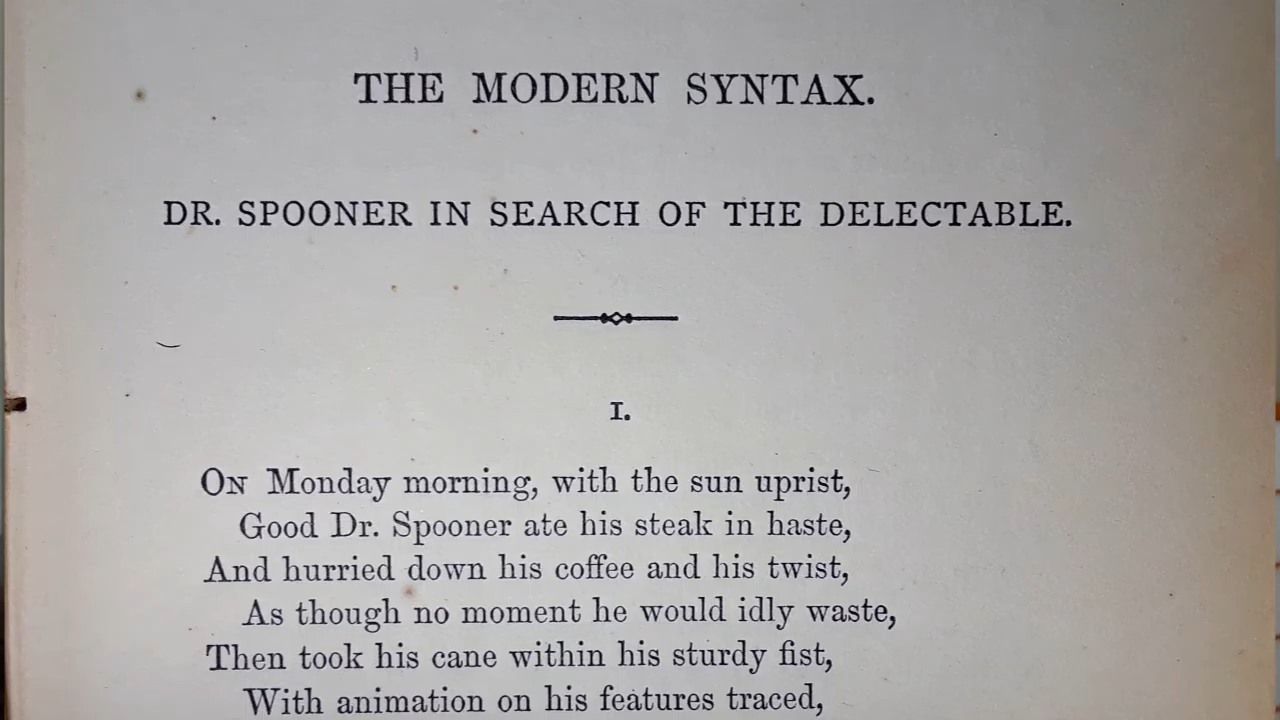 THE MODERN SYNTAX.
DR. SPOONER IN SEARCH OF THE DELECTABLE.
I.
ON Monday morning, with the sun uprist,
Good Dr. Spooner ate his steak in haste,
And hurried down his coffee and his twist,
As though no moment he would idly waste,
Then took his cane within his sturdy fist,
With animation on his features traced,